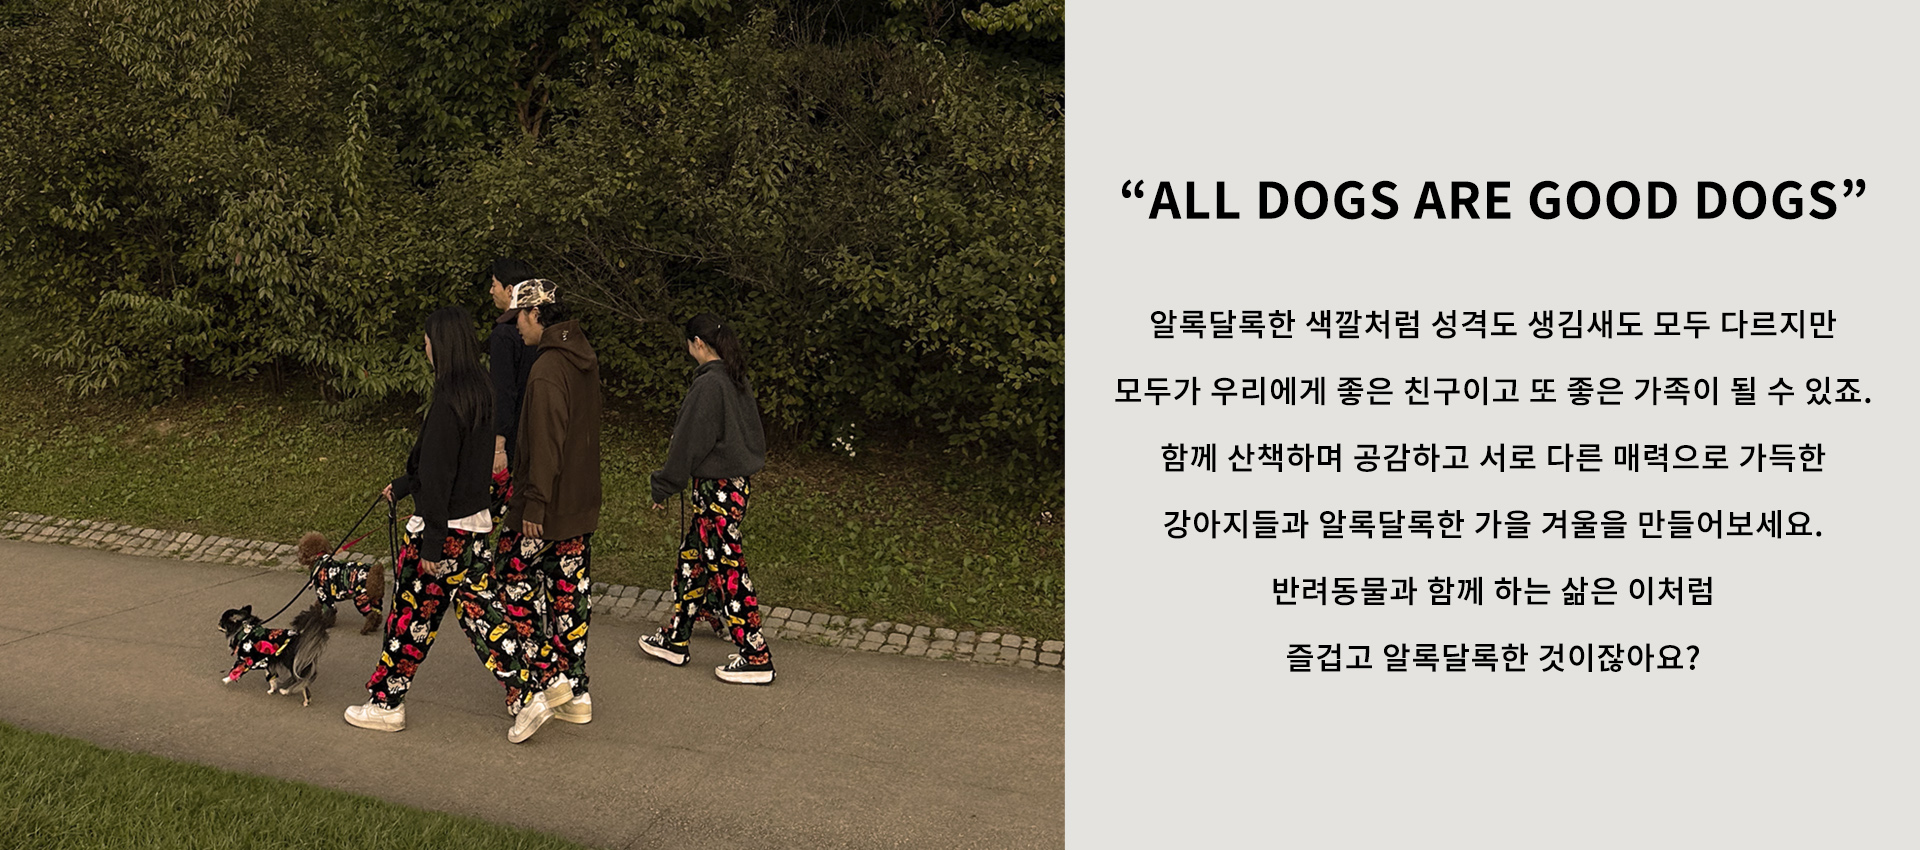 “ALL DOGS ARE GOOD DOGS”
알록달록한 색깔처럼 성격도 생김새도 모두 다르지만
모두가 우리에게 좋은 친구이고 또 좋은 가족이 될 수 있죠.
함께 산책하며 공감하고 서로 다른 매력으로 가득한
강아지들과 알록달록한 가을 겨울을 만들어보세요.
반려동물과 함께 하는 삶은 이처럼
즐겁고 알록달록한 것이잖아요?